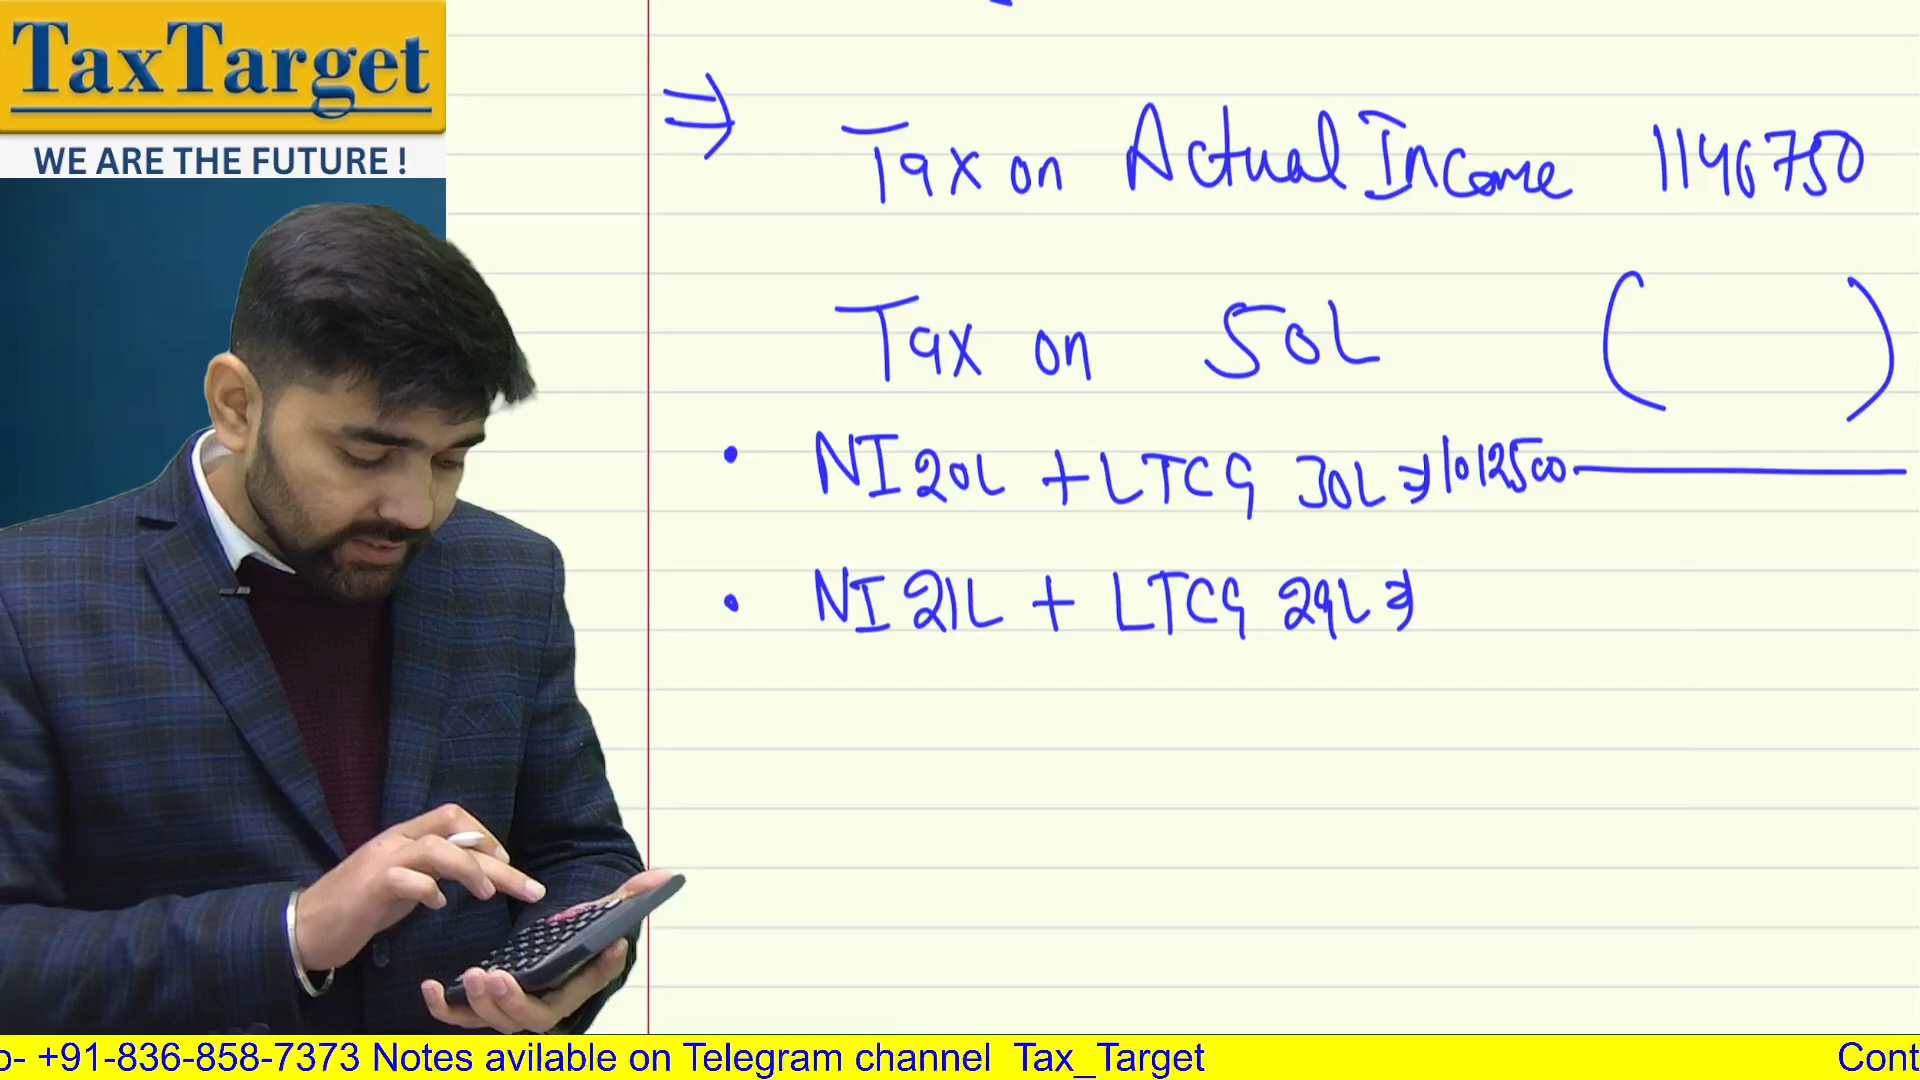 TaxTarget
WE ARE THE FUTURE !
⇒ Tax on Actual Income 1146750
Tax on 50L ( )
• NI 20L + LTCG 30L ⇒ 1012500
• NI 21L + LTCG 29L ⇒
o- +91-836-858-7373 Notes avilable on Telegram channel Tax_Target Cont